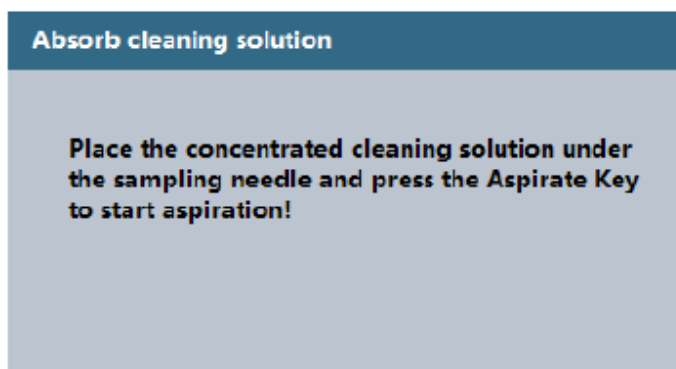 Absorb cleaning solution
Place the concentrated cleaning solution under
the sampling needle and press the Aspirate Key
to start aspiration!